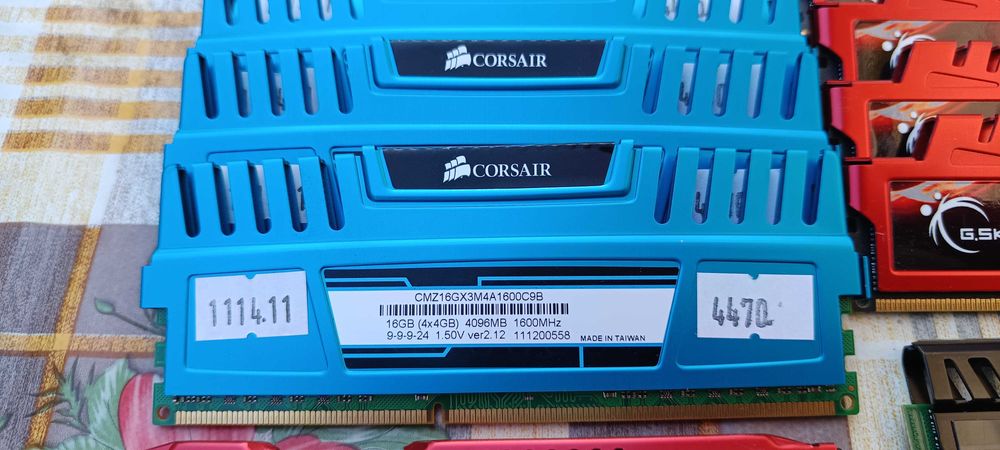 CORSAIR
CORSAIR
G.SK
1114.11
CMZ16GX3M4A1600C9B
16GB (4x4GB) 4096MB 1600MHz
9-9-9-24 1.50V ver2.12 111200558
MADE IN TAIWAN
4470